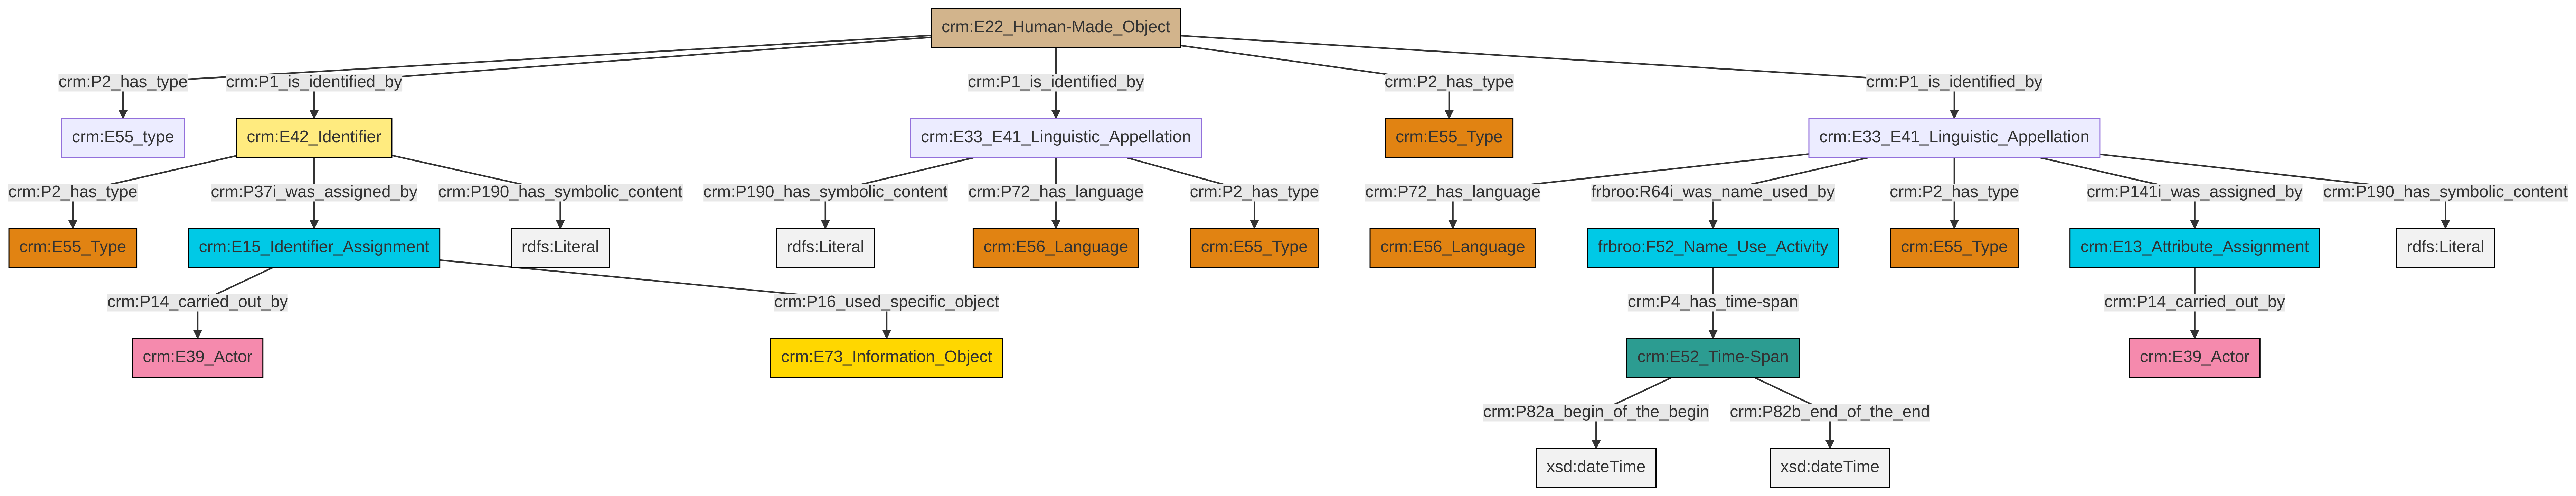 crm:E22_Human-Made_Object
crm:P2_has_type
crm:P1_is_identified_by
crm:P1_is_identified_by
crm:P2_has_type
crm:P1_is_identified_by
crm:E55_type
crm:E42_Identifier
crm:E33_E41_Linguistic_Appellation
crm:E55_Type
crm:E33_E41_Linguistic_Appellation
crm:P2_has_type
crm:P37i_was_assigned_by
crm:P190_has_symbolic_content
crm:P190_has_symbolic_content
crm:P72_has_language
crm:P2_has_type
crm:P72_has_language
frbroo:R64i_was_name_used_by
crm:P2_has_type
crm:P141i_was_assigned_by
crm:P190_has_symbolic_content
crm:E55_Type
crm:E15_Identifier_Assignment
rdfs:Literal
rdfs:Literal
crm:E56_Language
crm:E55_Type
crm:E56_Language
frbroo:F52_Name_Use_Activity
crm:E55_Type
crm:E13_Attribute_Assignment
rdfs:Literal
crm:P14_carried_out_by
crm:P16_used_specific_object
crm:P4_has_time-span
crm:P14_carried_out_by
crm:E39_Actor
crm:E73_Information_Object
crm:E52_Time-Span
crm:E39_Actor
crm:P82a_begin_of_the_begin
crm:P82b_end_of_the_end
xsd:dateTime
xsd:dateTime